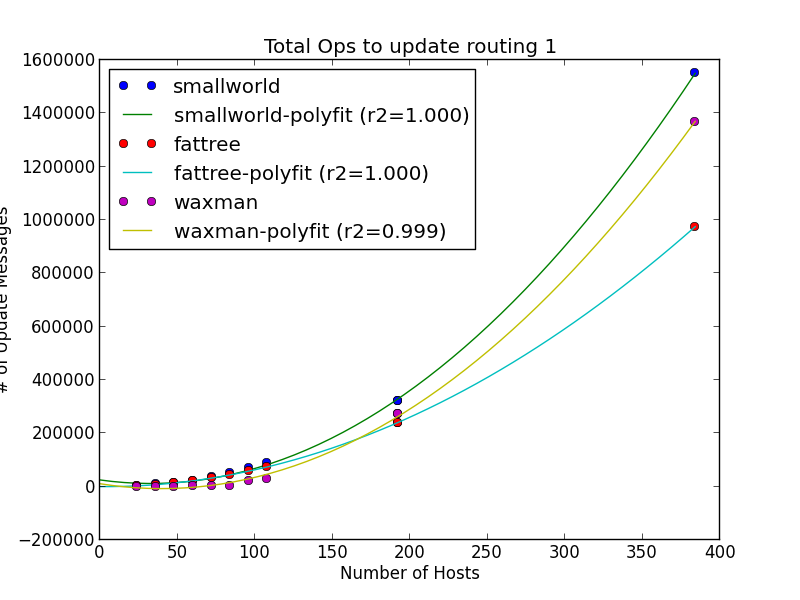 Total Ops to update routing 1
1600000
1400000
1200000
1000000
800000
600000
400000
200000
0
−200000
# of Update Messages
smallworld
smallworld-polyfit (r2=1.000)
fattree
fattree-polyfit (r2=1.000)
waxman
waxman-polyfit (r2=0.999)
0 50 100 150 200 250 300 350 400
Number of Hosts